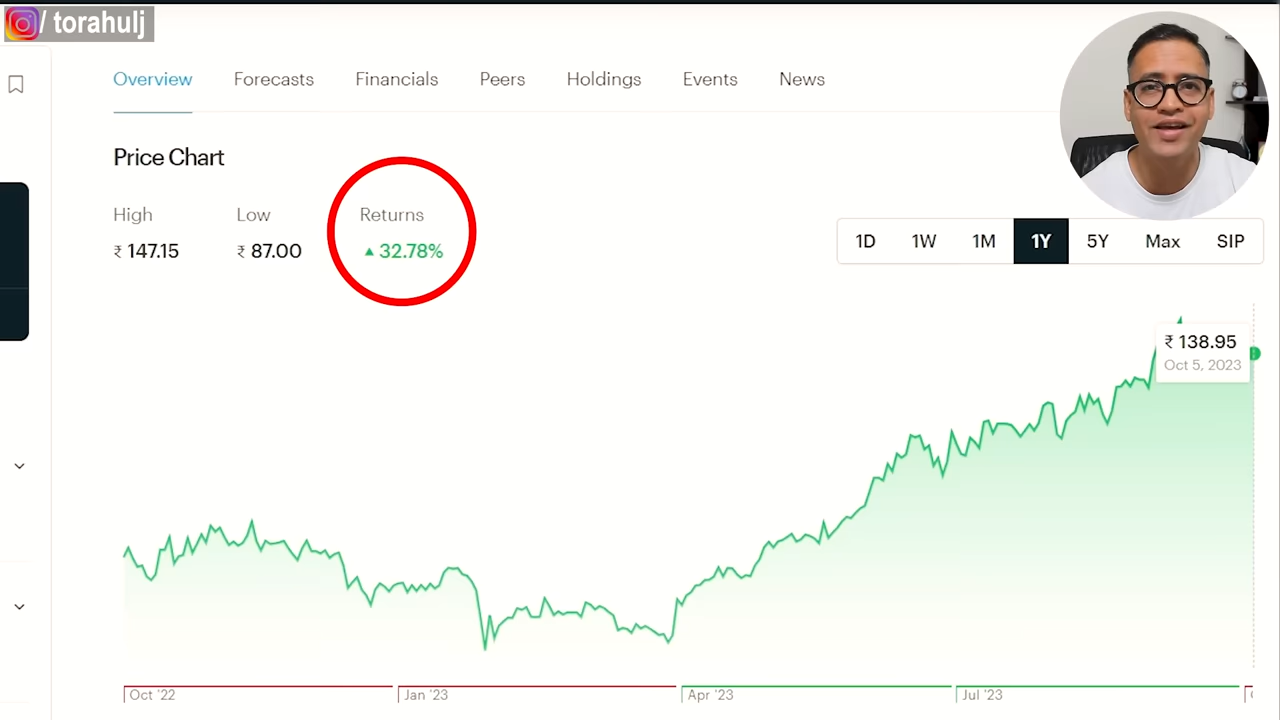 / torahulj
Overview Forecasts Financials Peers Holdings Events News
Price Chart
High Low Returns
₹ 147.15 ₹ 87.00 ▲ 32.78%
1D 1W 1M 1Y 5Y Max SIP
₹ 138.95
Oct 5, 2023
Oct '22 Jan '23 Apr '23 Jul '23